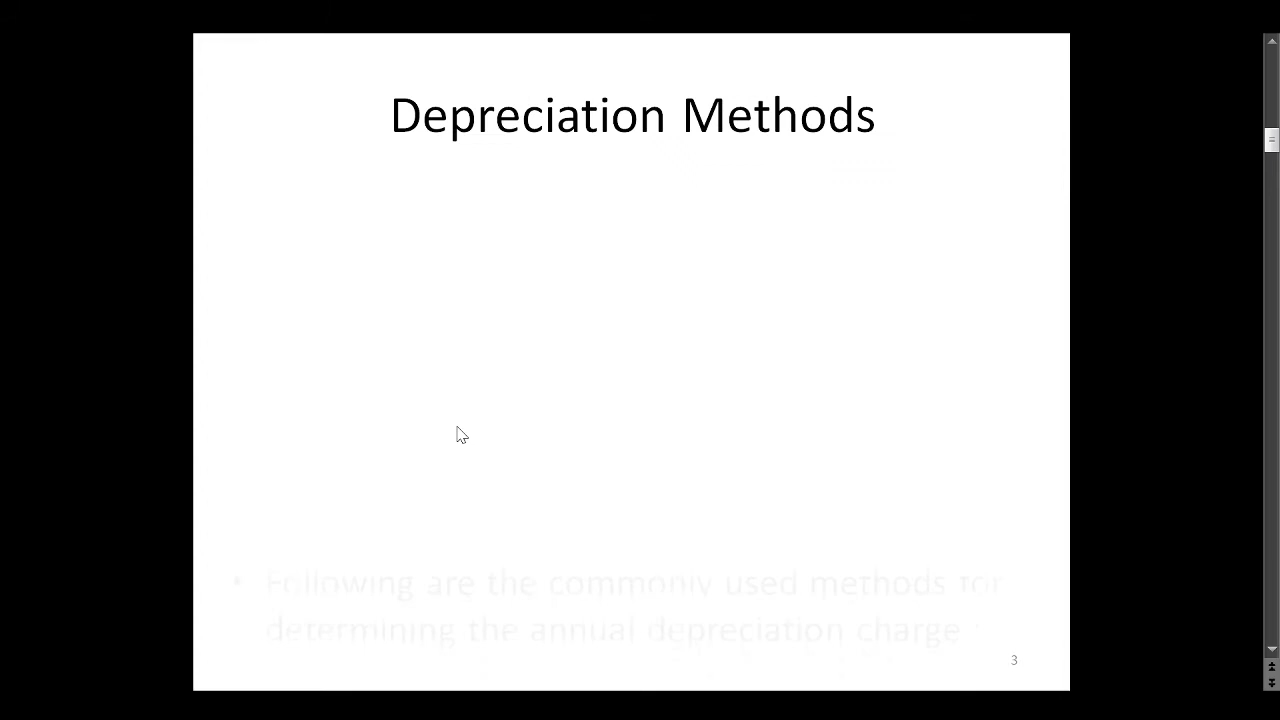 Depreciation Methods
• Following are the commonly used methods for
determining the annual depreciation charge :
3